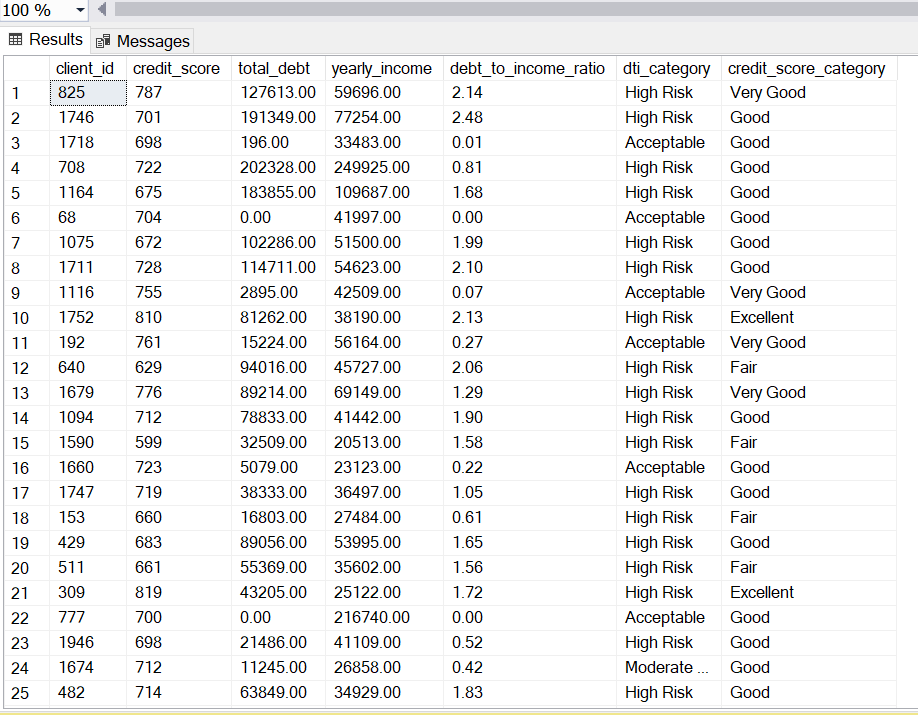 100 %
Results Messages
client_id credit_score total_debt yearly_income debt_to_income_ratio dti_category credit_score_category
1 825 787 127613.00 59696.00 2.14 High Risk Very Good
2 1746 701 191349.00 77254.00 2.48 High Risk Good
3 1718 698 196.00 33483.00 0.01 Acceptable Good
4 708 722 202328.00 249925.00 0.81 High Risk Good
5 1164 675 183855.00 109687.00 1.68 High Risk Good
6 68 704 0.00 41997.00 0.00 Acceptable Good
7 1075 672 102286.00 51500.00 1.99 High Risk Good
8 1711 728 114711.00 54623.00 2.10 High Risk Good
9 1116 755 2895.00 42509.00 0.07 Acceptable Very Good
10 1752 810 81262.00 38190.00 2.13 High Risk Excellent
11 192 761 15224.00 56164.00 0.27 Acceptable Very Good
12 640 629 94016.00 45727.00 2.06 High Risk Fair
13 1679 776 89214.00 69149.00 1.29 High Risk Very Good
14 1094 712 78833.00 41442.00 1.90 High Risk Good
15 1590 599 32509.00 20513.00 1.58 High Risk Fair
16 1660 723 5079.00 23123.00 0.22 Acceptable Good
17 1747 719 38333.00 36497.00 1.05 High Risk Good
18 153 660 16803.00 27484.00 0.61 High Risk Fair
19 429 683 89056.00 53995.00 1.65 High Risk Good
20 511 661 55369.00 35602.00 1.56 High Risk Fair
21 309 819 43205.00 25122.00 1.72 High Risk Excellent
22 777 700 0.00 216740.00 0.00 Acceptable Good
23 1946 698 21486.00 41109.00 0.52 High Risk Good
24 1674 712 11245.00 26858.00 0.42 Moderate ... Good
25 482 714 63849.00 34929.00 1.83 High Risk Good